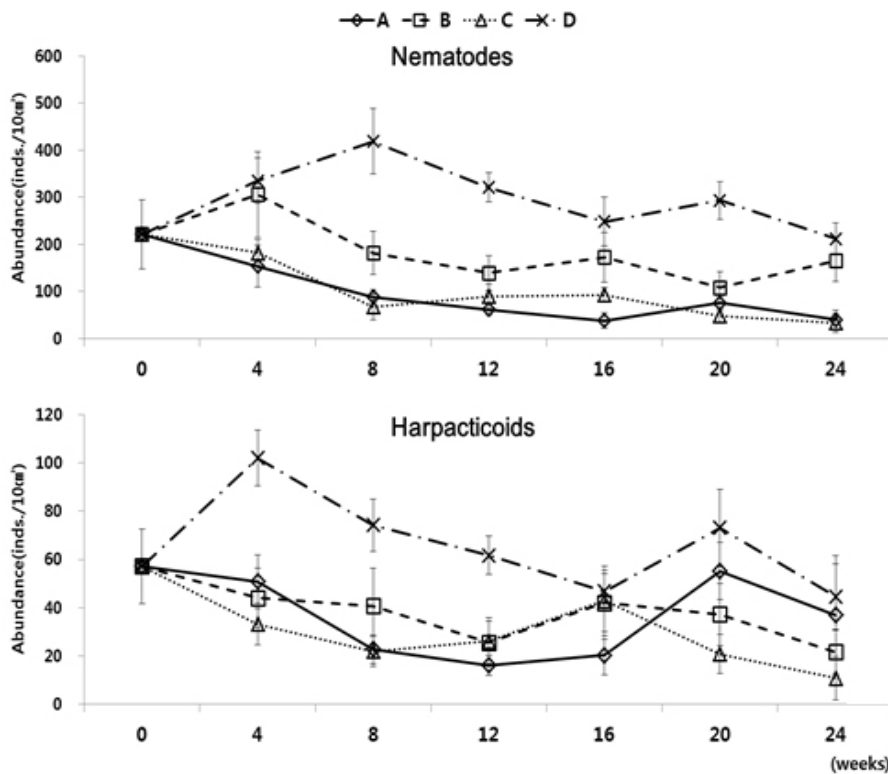 A B C D
Nematodes
Abundance(inds./10㎠)
600
500
400
300
200
100
0
0 4 8 12 16 20 24
Harpacticoids
Abundance(inds./10㎠)
120
100
80
60
40
20
0
0 4 8 12 16 20 24
(weeks)